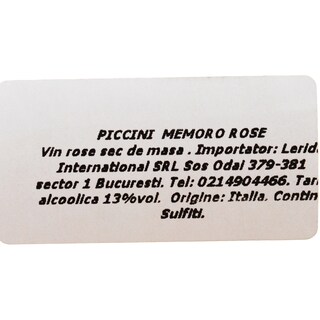 PICCINI MEMORO ROSE
Vin rose sec de masa . Importator: Lerid
International SRL Sos Odai 379-381
sector 1 Bucuresti. Tel: 0214904466. Tari
alcoolica 13%vol. Origine: Italia. Contin
Sulfiti.